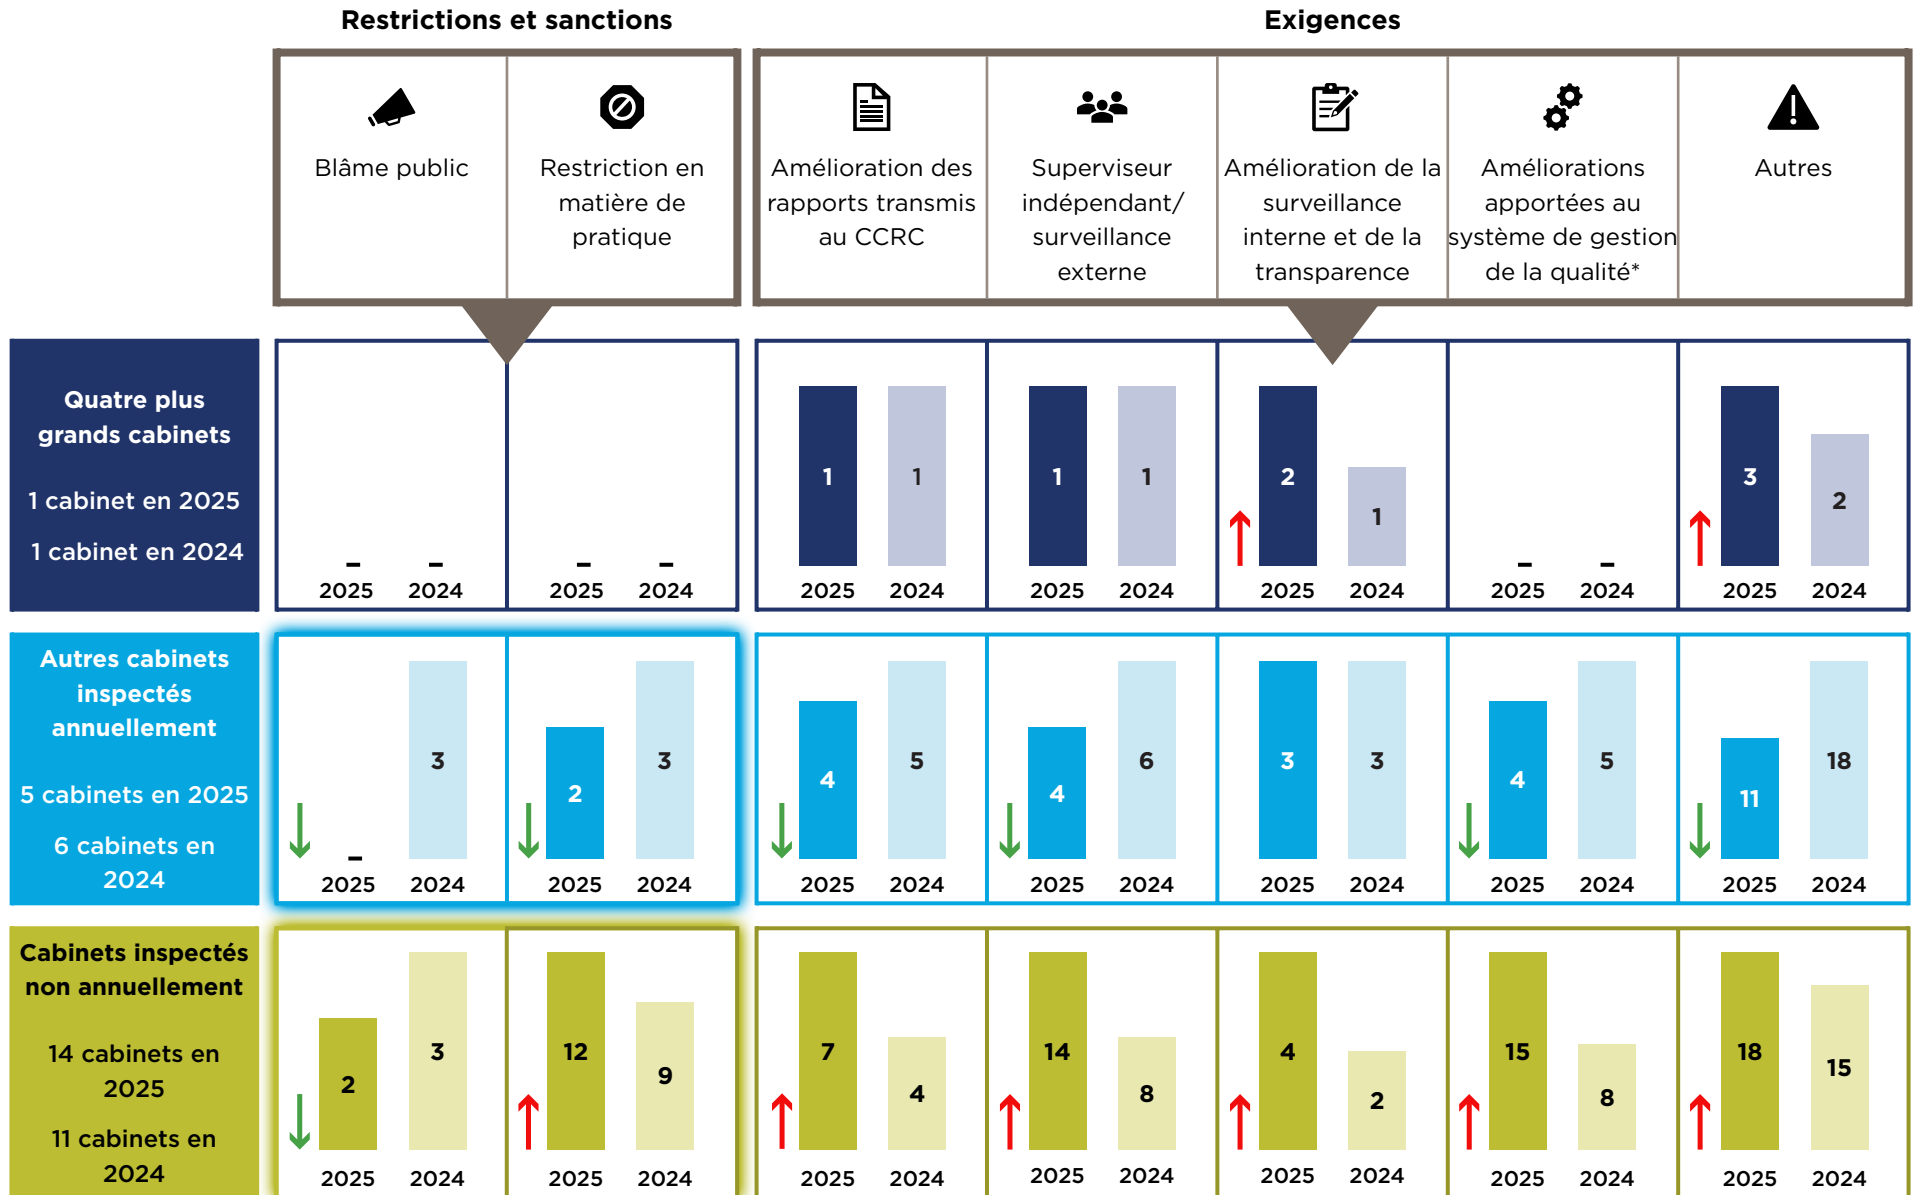 Restrictions et sanctions
Exigences
Blâme public
Restriction en
matière de
pratique
Amélioration des
rapports transmis
au CCRC
Superviseur
indépendant/
surveillance
externe
Amélioration de la
surveillance
interne et de la
transparence
Améliorations
apportées au
système de gestion
de la qualité*
Autres
Quatre plus
grands cabinets
1 cabinet en 2025
1 cabinet en 2024
– –
2025 2024
– –
2025 2024
1 1
2025 2024
1 1
2025 2024
2 1
2025 2024
– –
2025 2024
3 2
2025 2024
Autres cabinets
inspectés
annuellement
5 cabinets en 2025
6 cabinets en
2024
– 3
2025 2024
2 3
2025 2024
4 5
2025 2024
4 6
2025 2024
3 3
2025 2024
4 5
2025 2024
11 18
2025 2024
Cabinets inspectés
non annuellement
14 cabinets en
2025
11 cabinets en
2024
2 3
2025 2024
12 9
2025 2024
7 4
2025 2024
14 8
2025 2024
4 2
2025 2024
15 8
2025 2024
18 15
2025 2024